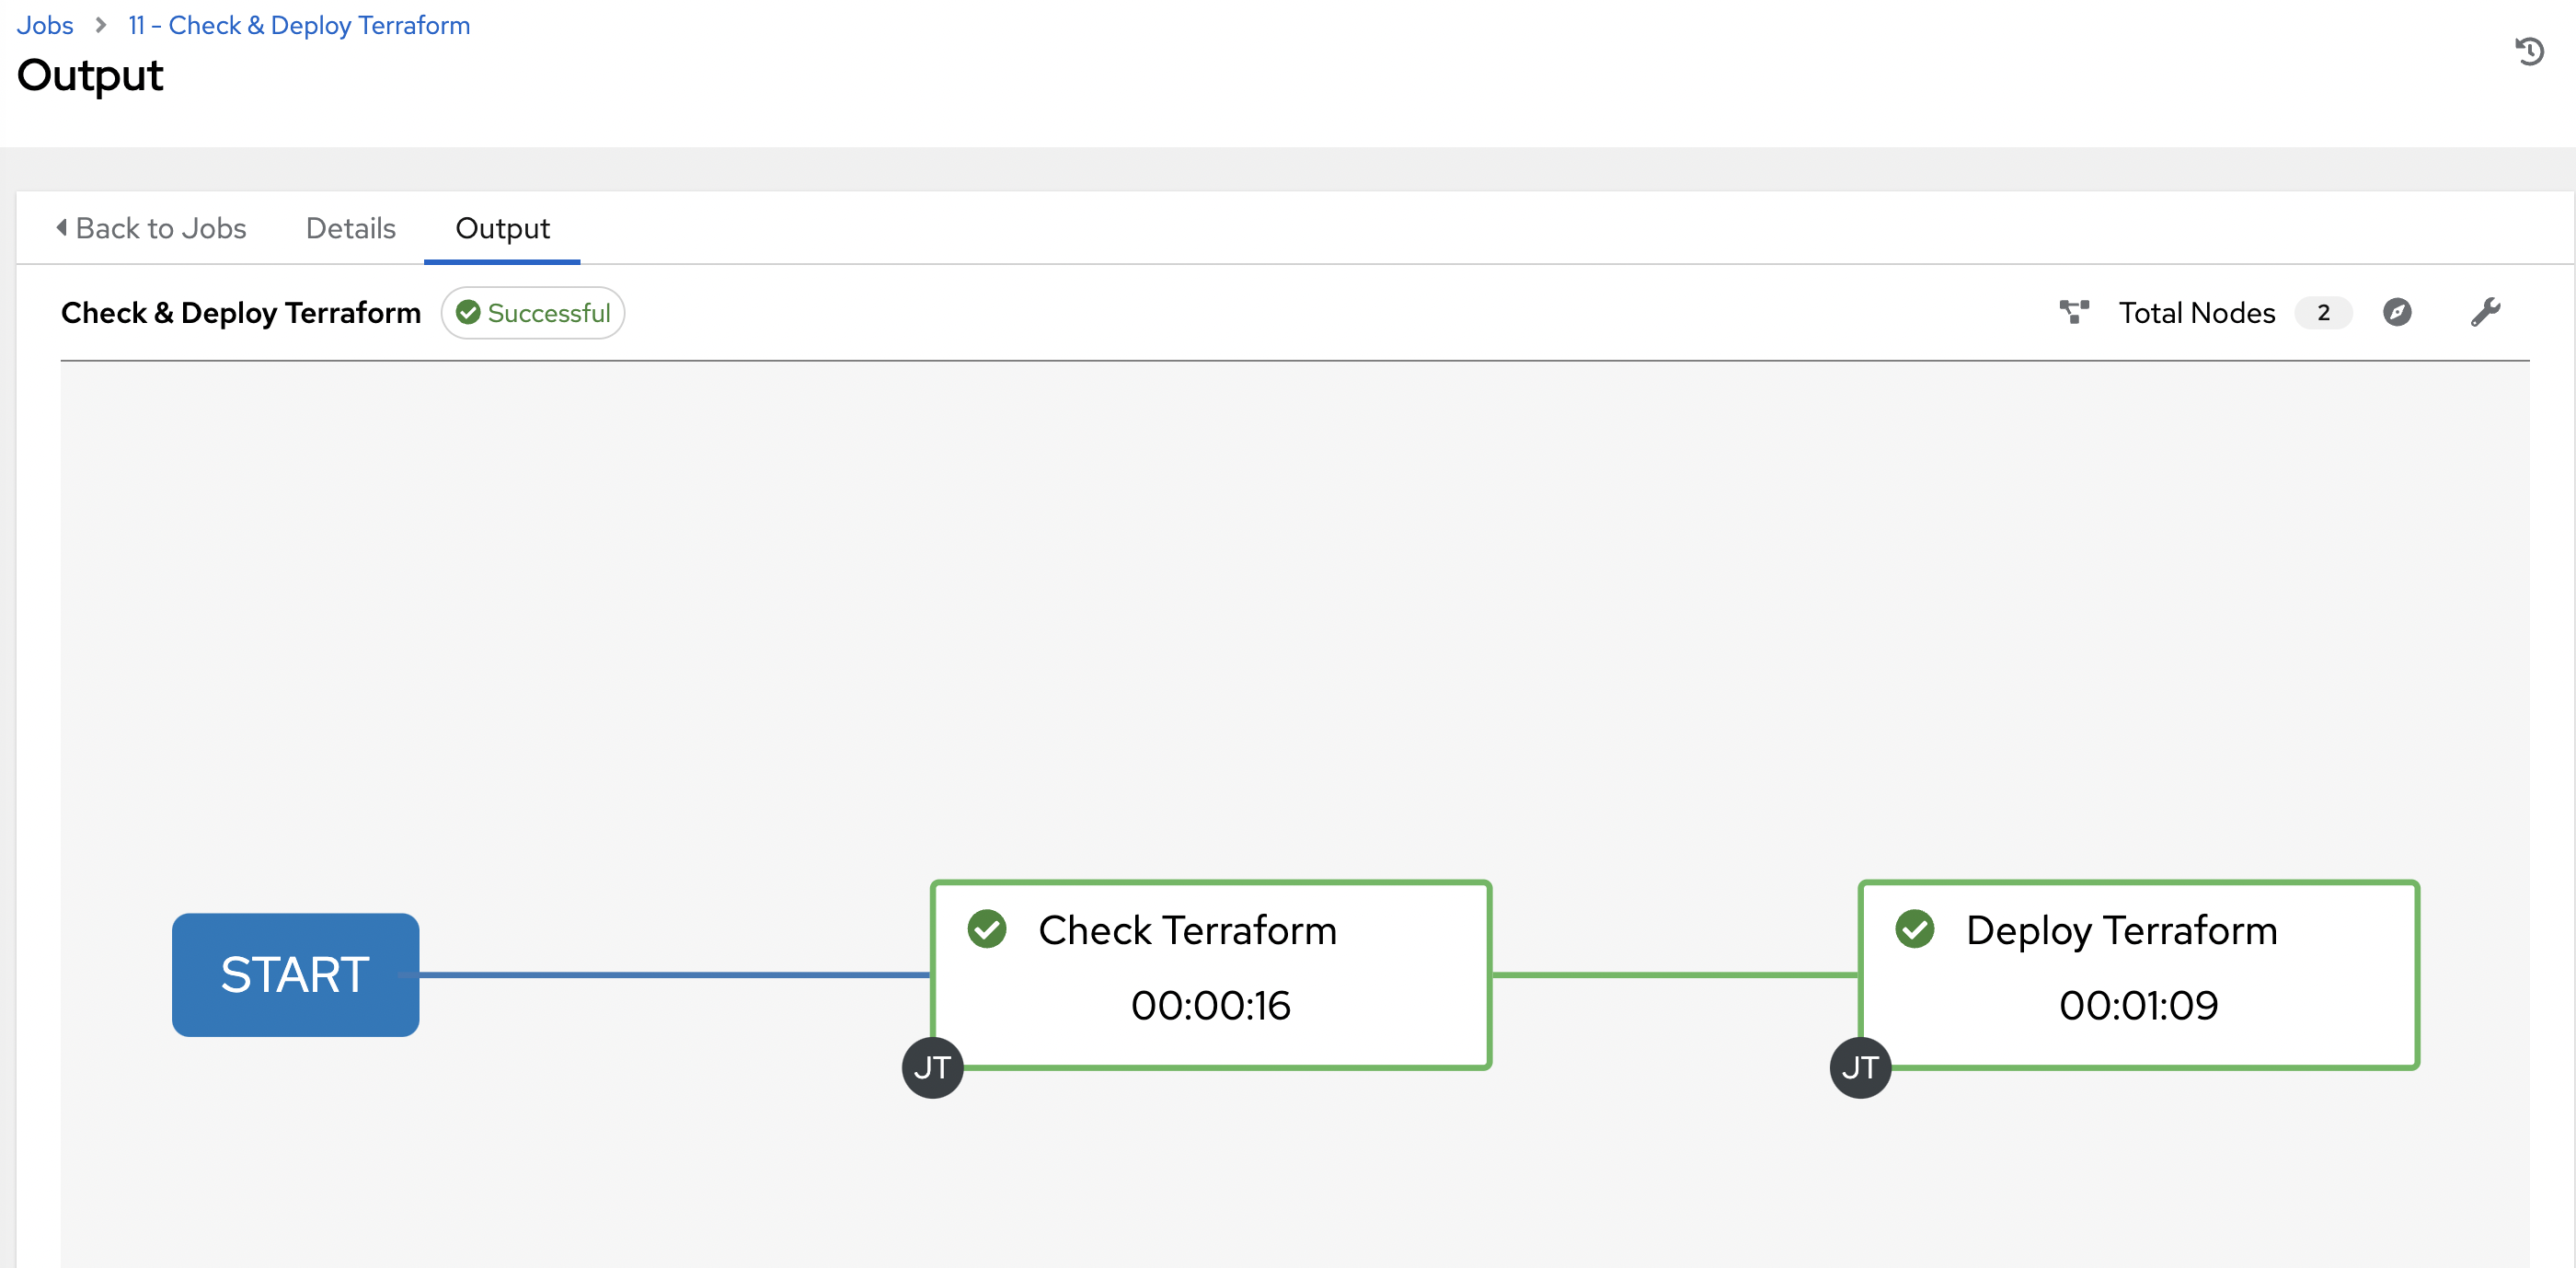 Jobs > 11 - Check & Deploy Terraform
Output
Back to Jobs Details Output
Check & Deploy Terraform Successful Total Nodes 2
START
Check Terraform
00:00:16
JT
Deploy Terraform
00:01:09
JT